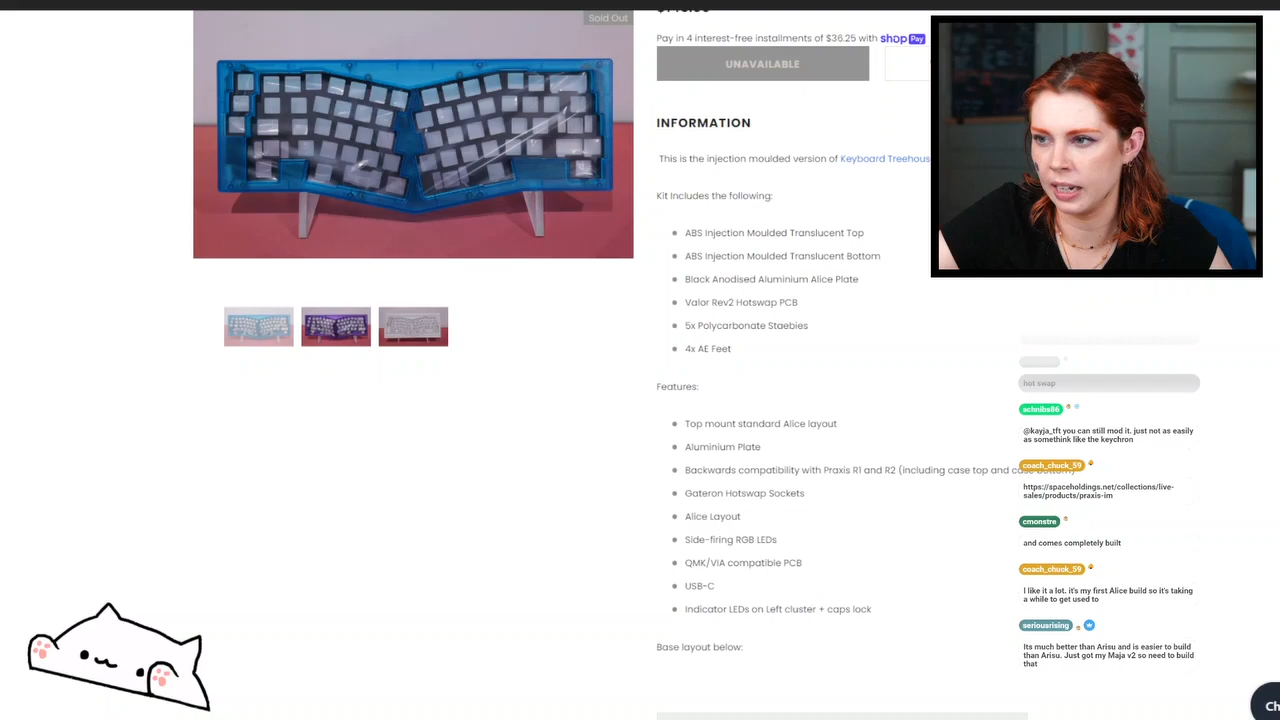 Sold Out
Pay in 4 interest-free installments of $36.25 with shop Pay
UNAVAILABLE
INFORMATION
This is the injection moulded version of Keyboard
Kit Includes the following:
ABS Injection Moulded Translucent Top
ABS Injection Moulded Translucent Bottom
Black Anodised Aluminium Alice Plate
Valor Rev2 Hotswap PCB
5x Polycarbonate Staebies
4x AE Feet
Features:
Top mount standard Alice layout
Aluminium Plate
Backwards compatibility with Praxis R1 and R2 (including case top and
Gateron Hotswap Sockets
Alice Layout
Side-firing RGB LEDs
QMK/VIA compatible PCB
USB-C
Indicator LEDs on Left cluster + caps lock
Base layout below:
hot swap
achnibs86
@kayja_tft you can still mod it. just not as easily
as somethink like the keychron
coach_chuck_59
https://spaceholdings.net/collections/live-
sales/products/praxis-im
cmonstre
and comes completely built
coach_chuck_59
I like it a lot. it's my first Alice build so it's taking
a while to get used to
seriousrising
Its much better than Arisu and is easier to build
than Arisu. Just got my Maja v2 so need to build
that